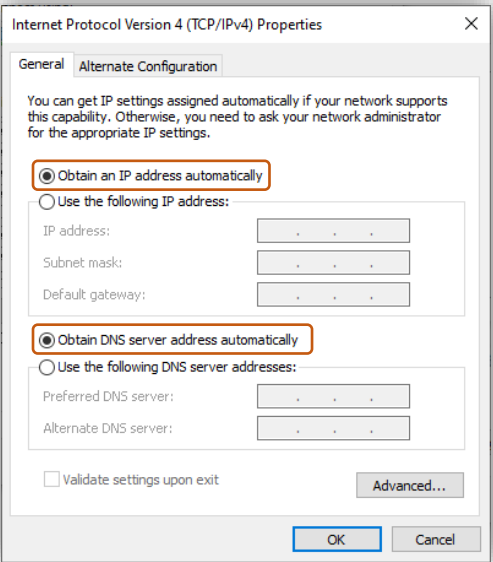 Internet Protocol Version 4 (TCP/IPv4) Properties
General
Alternate Configuration
You can get IP settings assigned automatically if your network supports
this capability. Otherwise, you need to ask your network administrator
for the appropriate IP settings.
Obtain an IP address automatically
Use the following IP address:
IP address:
Subnet mask:
Default gateway:
Obtain DNS server address automatically
Use the following DNS server addresses:
Preferred DNS server:
Alternate DNS server:
Validate settings upon exit
Advanced...
OK
Cancel